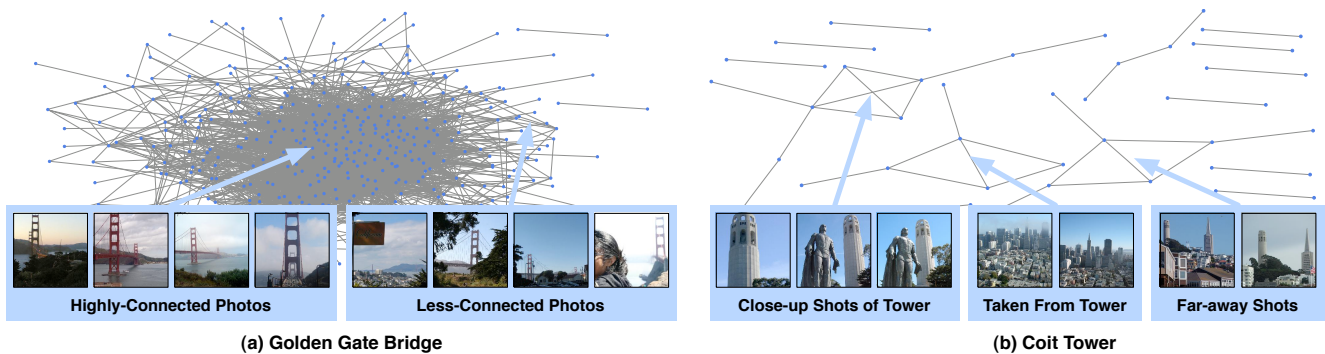 Highly-Connected Photos
Less-Connected Photos
Close-up Shots of Tower
Taken From Tower
Far-away Shots
(a) Golden Gate Bridge
(b) Coit Tower